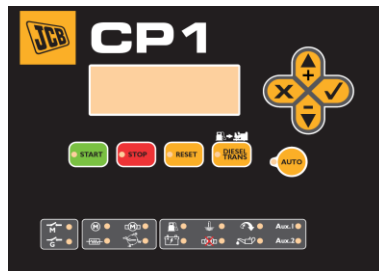 JCB
CP1
+
-
START
STOP
RESET
DIESEL
TRANS
AUTO
M
M
M
Aux.1
G
Aux.2